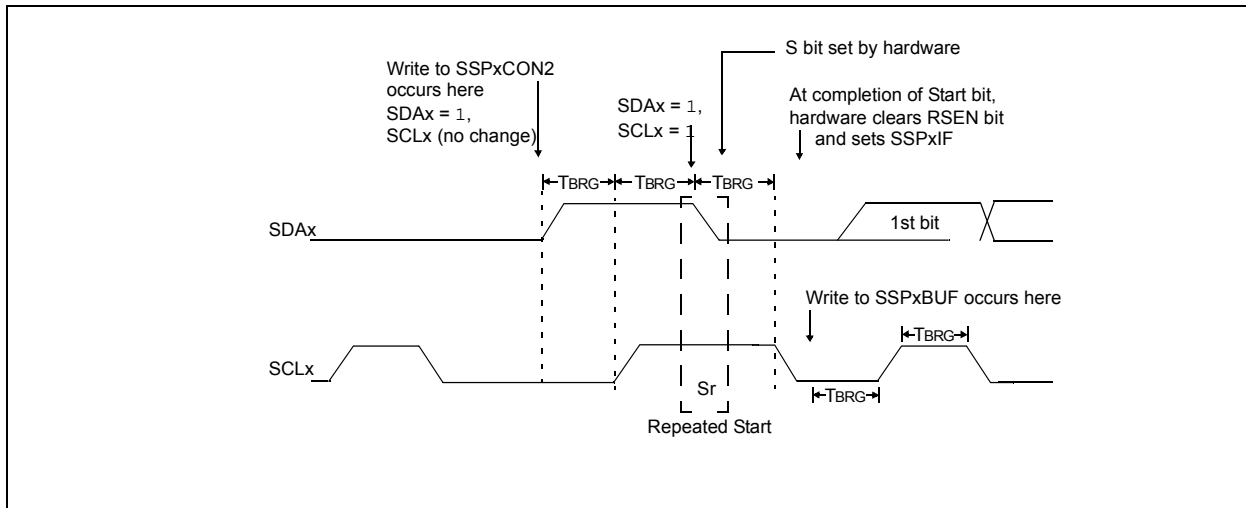 S bit set by hardware
Write to SSPxCON2
occurs here
SDAx = 1,
SCLx (no change)
SDAx = 1,
SCLx = 1
At completion of Start bit,
hardware clears RSEN bit
and sets SSPxIF
TBRG TBRG TBRG
SDAx
1st bit
Write to SSPxBUF occurs here
TBRG
SCLx
Sr
TBRG
Repeated Start